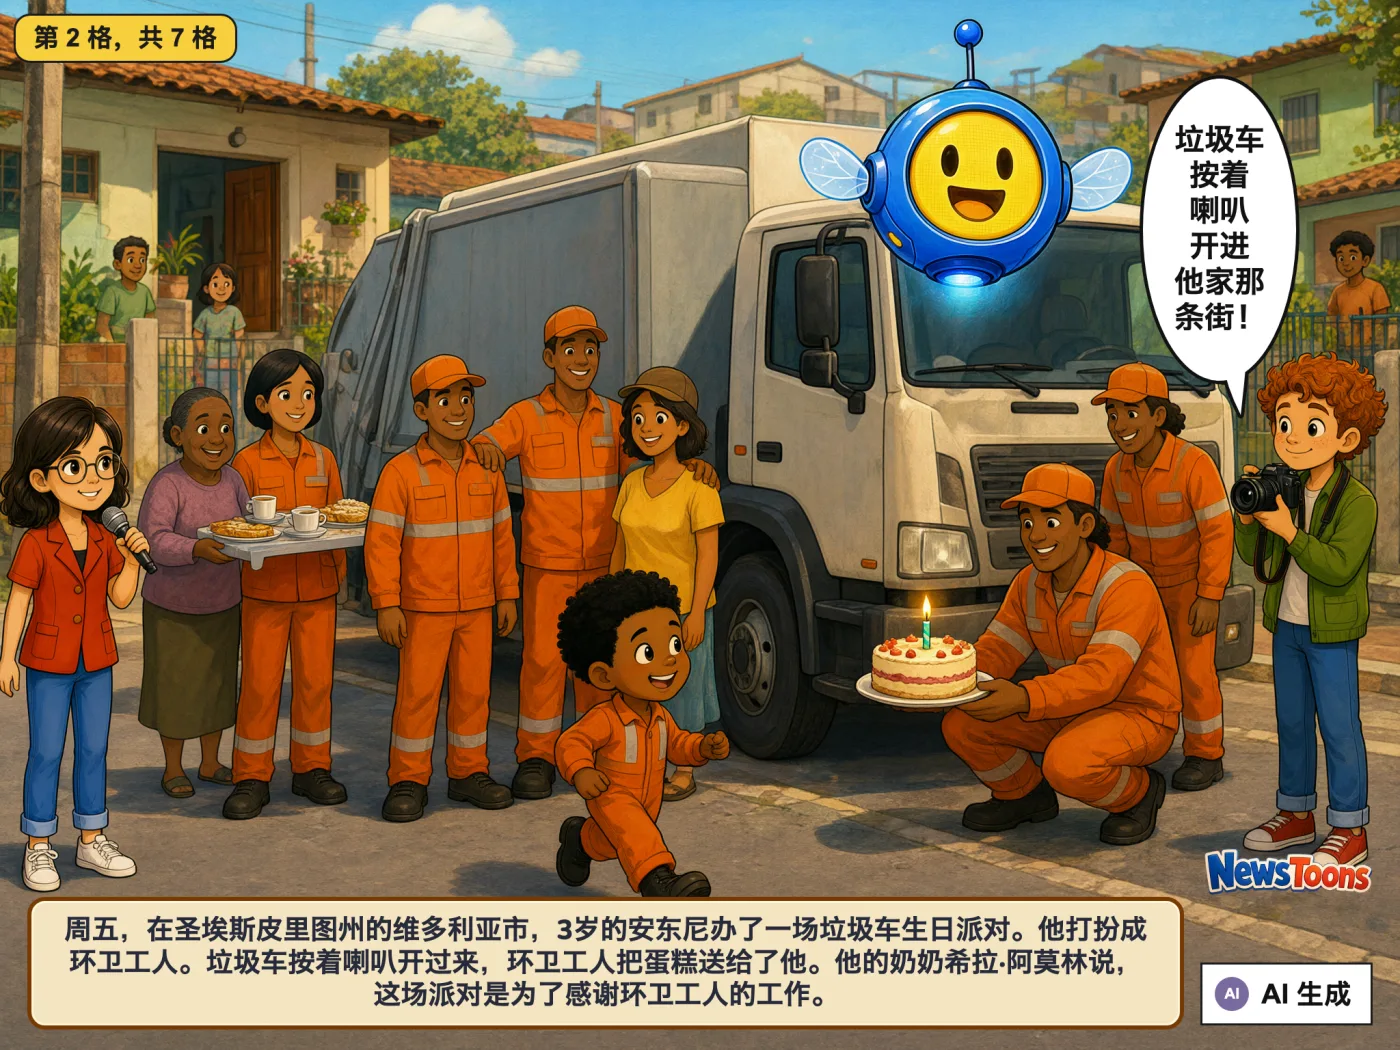 第 2 格，共 7 格
垃圾车
按着
喇叭
开进
他家那
条街！
NewsToons
周五，在圣埃斯皮里图州的维多利亚市，3岁的安东尼办了一场垃圾车生日派对。他打扮成
环卫工人。垃圾车按着喇叭开过来，环卫工人把蛋糕送给了他。他的奶奶希拉·阿莫林说，
这场派对是为了感谢环卫工人的工作。
AI AI 生成